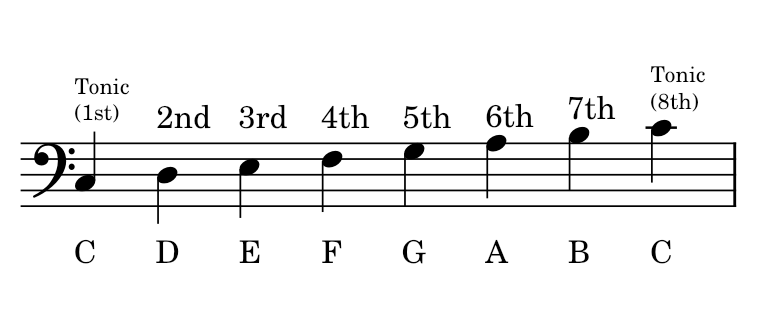 Tonic
(1st)
2nd
3rd
4th
5th
6th
7th
Tonic
(8th)
C D E F G A B C